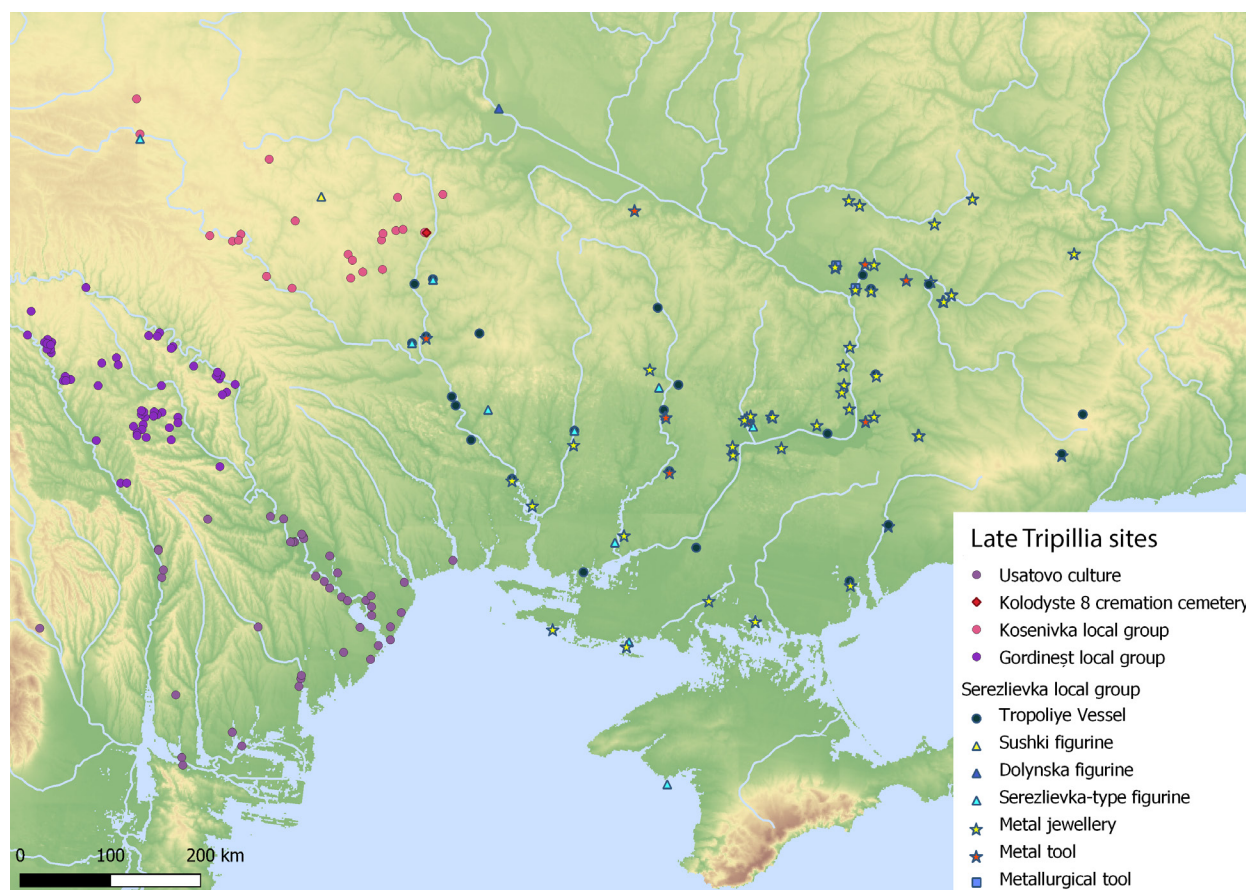 Late Tripillia sites
Usatovo culture
Kolodyste 8 cremation cemetery
Kosenivka local group
Gordinești local group
Serezlievka local group
Tropoliye Vessel
Sushki figurine
Dolynska figurine
Serezlievka-type figurine
Metal jewellery
Metal tool
Metallurgical tool
0 100 200 km